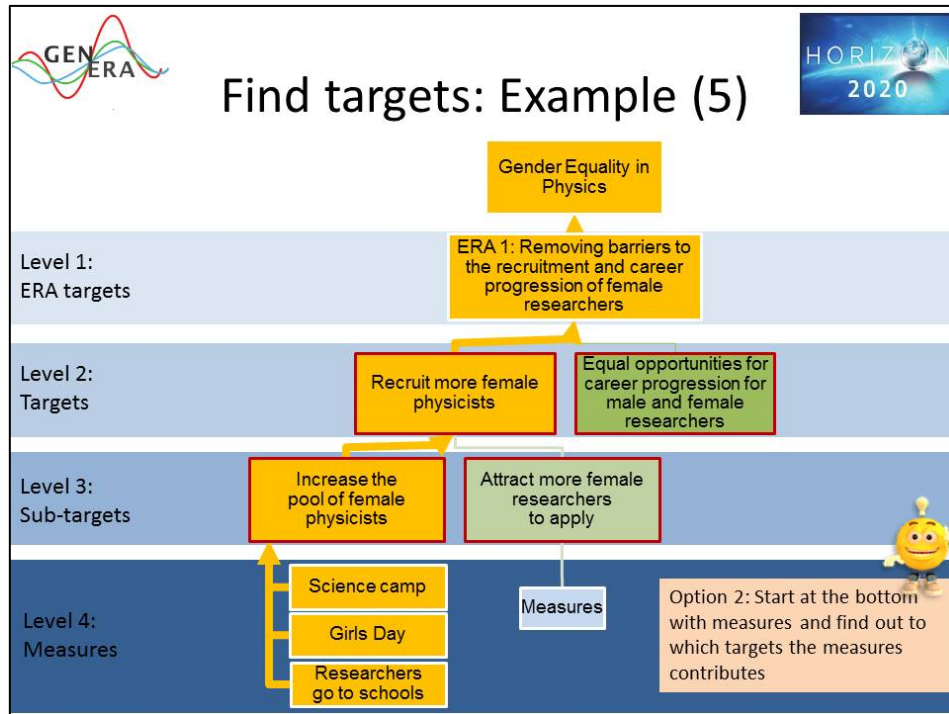 GENERA
HORIZON
2020
Find targets: Example (5)
Gender Equality in
Physics
Level 1:
ERA targets
ERA 1: Removing barriers to
the recruitment and career
progression of female
researchers
Level 2:
Targets
Recruit more female
physicists
Equal opportunities for
career progression for
male and female
researchers
Level 3:
Sub-targets
Increase the
pool of female
physicists
Attract more female
researchers
to apply
Level 4:
Measures
Science camp
Girls Day
Researchers
go to schools
Measures
Option 2: Start at the bottom
with measures and find out to
which targets the measures
contributes